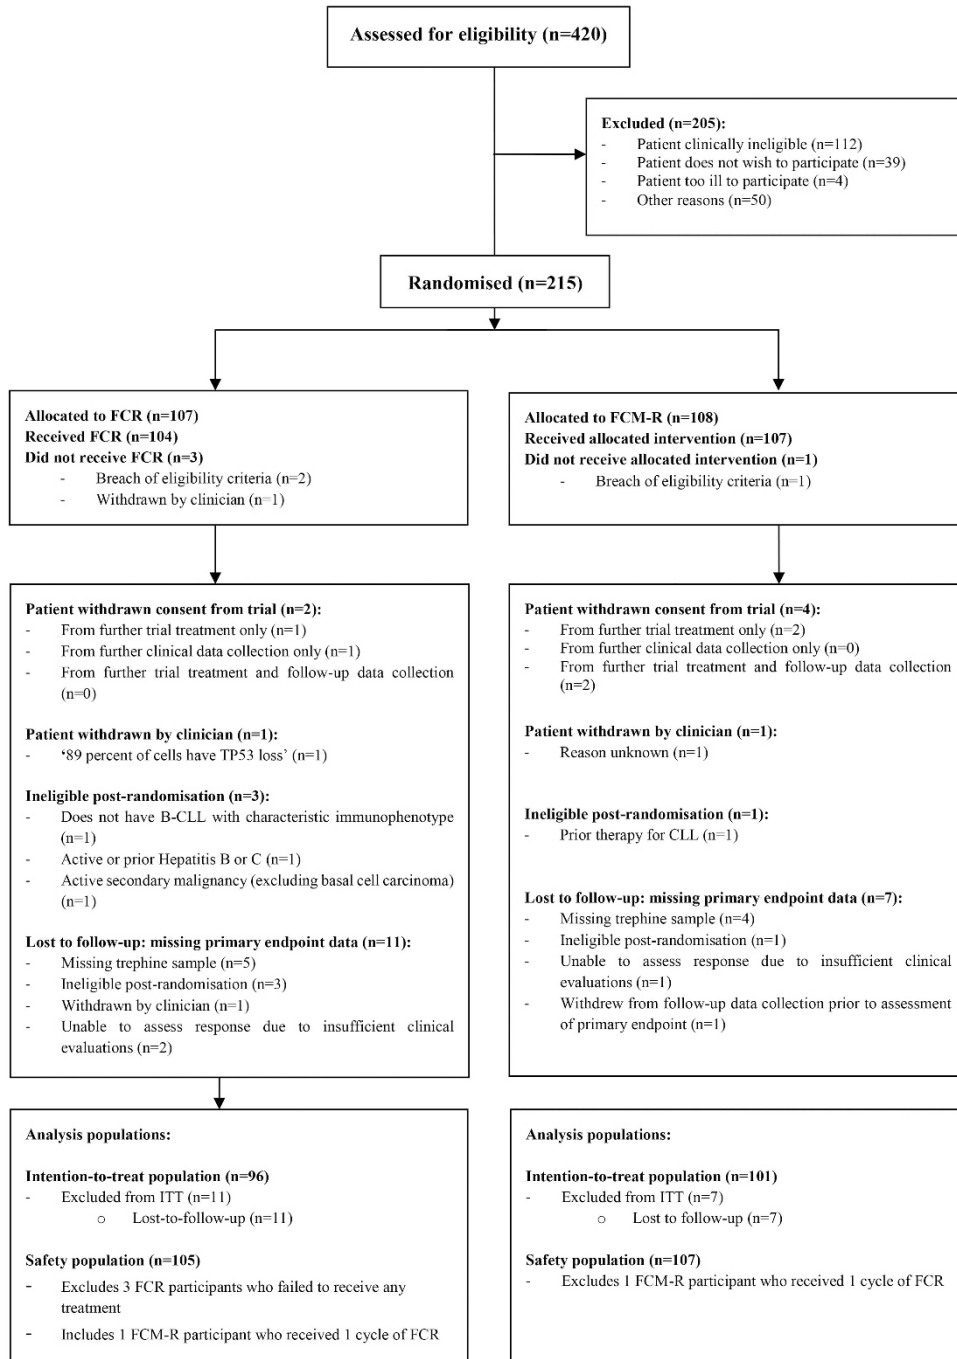 Assessed for eligibility (n=420)
Excluded (n=205):
- Patient clinically ineligible (n=112)
- Patient does not wish to participate (n=39)
- Patient too ill to participate (n=4)
- Other reasons (n=50)
Randomised (n=215)
Allocated to FCR (n=107)
Received FCR (n=104)
Did not receive FCR (n=3)
- Breach of eligibility criteria (n=2)
- Withdrawn by clinician (n=1)
Allocated to FCM-R (n=108)
Received allocated intervention (n=107)
Did not receive allocated intervention (n=1)
- Breach of eligibility criteria (n=1)
Patient withdrawn consent from trial (n=2):
- From further trial treatment only (n=1)
- From further clinical data collection only (n=1)
- From further trial treatment and follow-up data collection
(n=0)
Patient withdrawn by clinician (n=1):
- ‘89 percent of cells have TP53 loss’ (n=1)
Ineligible post-randomisation (n=3):
- Does not have B-CLL with characteristic immunophenotype
(n=1)
- Active or prior Hepatitis B or C (n=1)
- Active secondary malignancy (excluding basal cell carcinoma)
(n=1)
Lost to follow-up: missing primary endpoint data (n=11):
- Missing trephine sample (n=5)
- Ineligible post-randomisation (n=3)
- Withdrawn by clinician (n=1)
- Unable to assess response due to insufficient clinical
evaluations (n=2)
Patient withdrawn consent from trial (n=4):
- From further trial treatment only (n=2)
- From further clinical data collection only (n=0)
- From further trial treatment and follow-up data collection
(n=2)
Patient withdrawn by clinician (n=1):
- Reason unknown (n=1)
Ineligible post-randomisation (n=1):
- Prior therapy for CLL (n=1)
Lost to follow-up: missing primary endpoint data (n=7):
- Missing trephine sample (n=4)
- Ineligible post-randomisation (n=1)
- Unable to assess response due to insufficient clinical
evaluations (n=1)
- Withdrew from follow-up data collection prior to assessment
of primary endpoint (n=1)
Analysis populations:
Intention-to-treat population (n=96)
- Excluded from ITT (n=11)
o Lost-to-follow-up (n=11)
Safety population (n=105)
- Excludes 3 FCR participants who failed to receive any
treatment
- Includes 1 FCM-R participant who received 1 cycle of FCR
Analysis populations:
Intention-to-treat population (n=101)
- Excluded from ITT (n=7)
o Lost to follow-up (n=7)
Safety population (n=107)
- Excludes 1 FCM-R participant who received 1 cycle of FCR